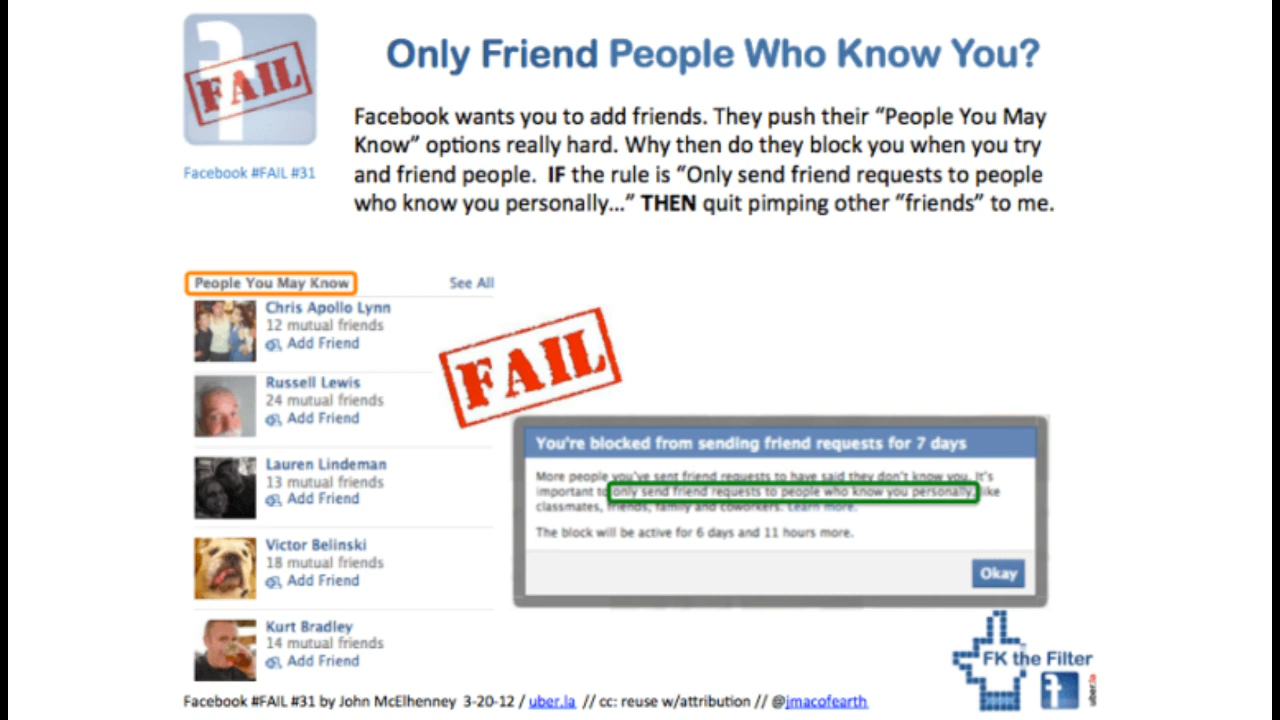 FAIL
Only Friend People Who Know You?
Facebook wants you to add friends. They push their “People You May
Know” options really hard. Why then do they block you when you try
and friend people.  IF the rule is “Only send friend requests to people
who know you personally…” THEN quit pimping other “friends” to me.
Facebook #FAIL #31
People You May Know
See All
Chris Apollo Lynn
12 mutual friends
Add Friend
Russell Lewis
24 mutual friends
Add Friend
Lauren Lindeman
13 mutual friends
Add Friend
Victor Belinski
18 mutual friends
Add Friend
Kurt Bradley
14 mutual friends
Add Friend
FAIL
You're blocked from sending friend requests for 7 days
More people you've sent friend requests to have said they don't know you. It's
important to only send friend requests to people who know you personally, like
classmates, friends, family and coworkers. Learn more.
The block will be active for 6 days and 11 hours more.
Okay
FK the Filter
f
uber.la
Facebook #FAIL #31 by John McElhenney  3-20-12 / uber.la  // cc: reuse w/attribution // @jmacofearth